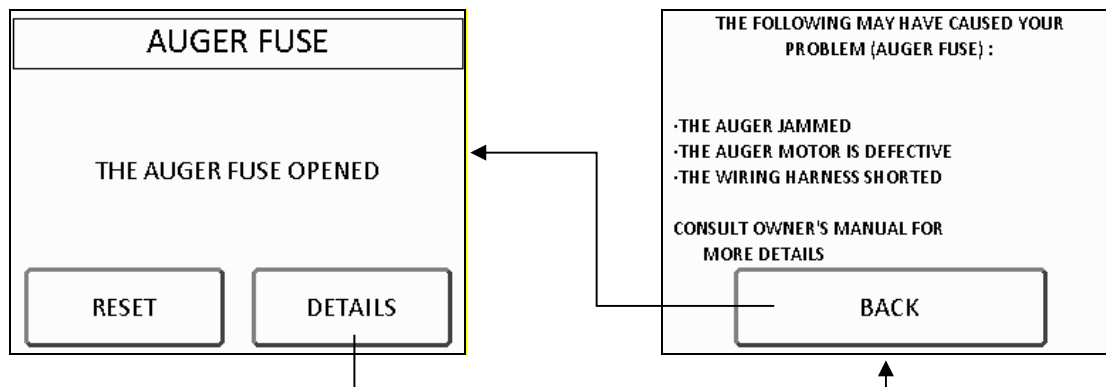 AUGER FUSE
THE AUGER FUSE OPENED
RESET
DETAILS
THE FOLLOWING MAY HAVE CAUSED YOUR
PROBLEM (AUGER FUSE) :
·THE AUGER JAMMED
·THE AUGER MOTOR IS DEFECTIVE
·THE WIRING HARNESS SHORTED
CONSULT OWNER'S MANUAL FOR
MORE DETAILS
BACK